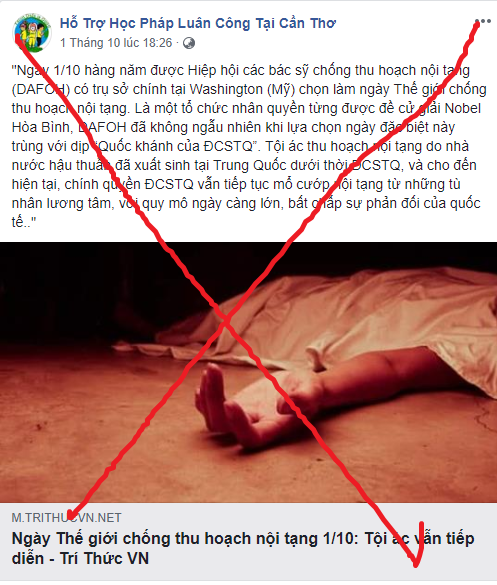 Hỗ Trợ Học Pháp Luân Công Tại Cần Thơ
1 Tháng 10 lúc 18:26 ·
"Ngày 1/10 hàng năm được Hiệp hội các bác sỹ chống thu hoạch nội tạng
(DAFOH) có trụ sở chính tại Washington (Mỹ) chọn làm ngày Thế giới chống
thu hoạch nội tạng. Là một tổ chức nhân quyền từng được đề cử giải Nobel
Hòa Bình, DAFOH đã không ngẫu nhiên khi lựa chọn ngày đặc biệt này
trùng với dịp “Quốc khánh của ĐCSTQ”. Tội ác thu hoạch nội tạng do nhà
nước hậu thuẫn đã xuất sinh tại Trung Quốc dưới thời ĐCSTQ, và cho đến
hiện tại, chính quyền ĐCSTQ vẫn tiếp tục mổ cướp nội tạng từ những tù
nhân lương tâm, với quy mô ngày càng lớn, bất chấp sự phản đối của quốc
tế.."
M.TRITHUCVN.NET
Ngày Thế giới chống thu hoạch nội tạng 1/10: Tội ác vẫn tiếp
diễn - Trí Thức VN